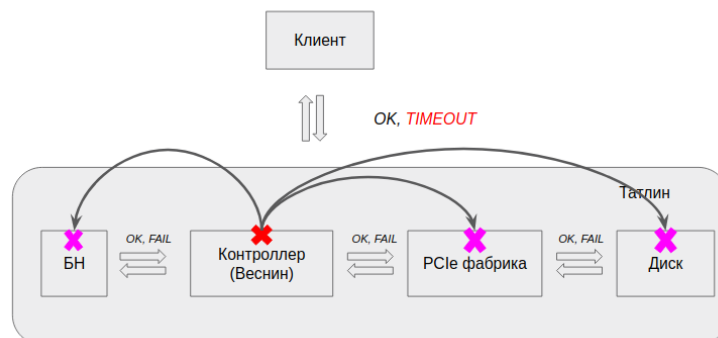 Клиент
OK, TIMEOUT
Татлин
OK, FAIL
OK, FAIL
OK, FAIL
БН
Контроллер
(Веснин)
PCIe фабрика
Диск